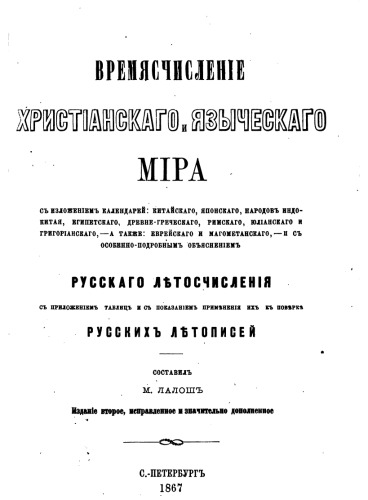 ВРЕМЯСЧИСЛЕНІЕ
ХРИСТІАНСКАГО и ЯЗЫЧЕСКАГО
МІРА
СЪ ИЗЛОЖЕНІЕМЪ КАЛЕНДАРЕЙ: КИТАЙСКАГО, ЯПОНСКАГО, НАРОДОВЪ ИНДО-
КИТАЯ, ЕГИПЕТСКАГО, ДРЕВНЕ-ГРЕЧЕСКАГО, РИМСКАГО, ЮЛІАНСКАГО И
ГРИГОРІАНСКАГО,—А ТАКЖЕ: ЕВРЕЙСКАГО И МАГОМЕТАНСКАГО,—И СЪ
ОСОБЕННО-ПОДРОБНЫМЪ ОБЪЯСНЕНІЕМЪ
РУССКАГО ЛѢТОСЧИСЛЕНІЯ
СЪ ПРИЛОЖЕНІЕМЪ ТАБЛИЦЪ И СЪ ПОКАЗАНІЕМЪ ПРИМѢНЕНІЯ ИХЪ КЪ ПОВѢРКѢ
РУССКИХЪ ЛѢТОПИСЕЙ
СОСТАВИЛЪ
М. ЛАЛОШЪ
Изданіе второе, исправленное и значительно дополненное
С.-ПЕТЕРБУРГЪ
1867